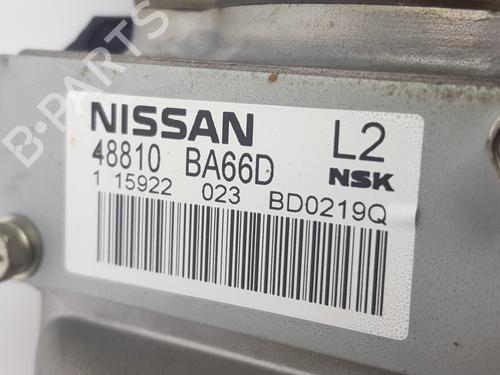 B-PARTS
NISSAN L2
48810 BA66D NSK
1 15922 023 BD0219Q